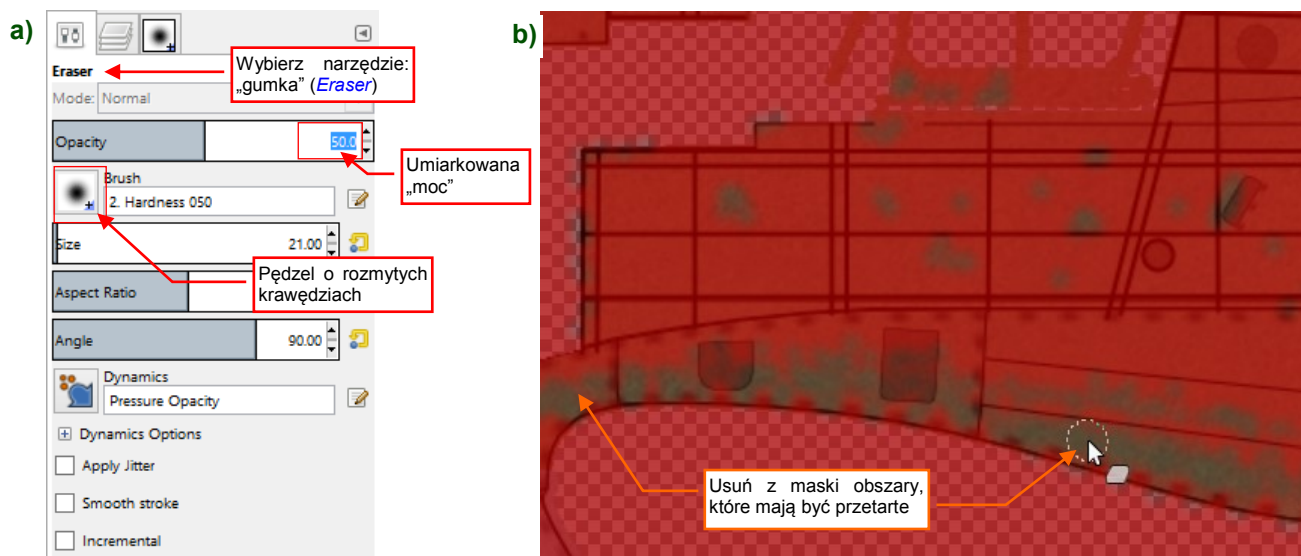 a)
Eraser
Wybierz narzędzie:
„gumka” (Eraser)
Mode: Normal
Opacity 50.0
Umiarkowana
„moc”
Brush
2. Hardness 050
Size 21.00
Pędzel o rozmytych
krawędziach
Aspect Ratio
Angle 90.00
Dynamics
Pressure Opacity
Dynamics Options
Apply Jitter
Smooth stroke
Incremental
b)
Usuń z maski obszary,
które mają być przetarte